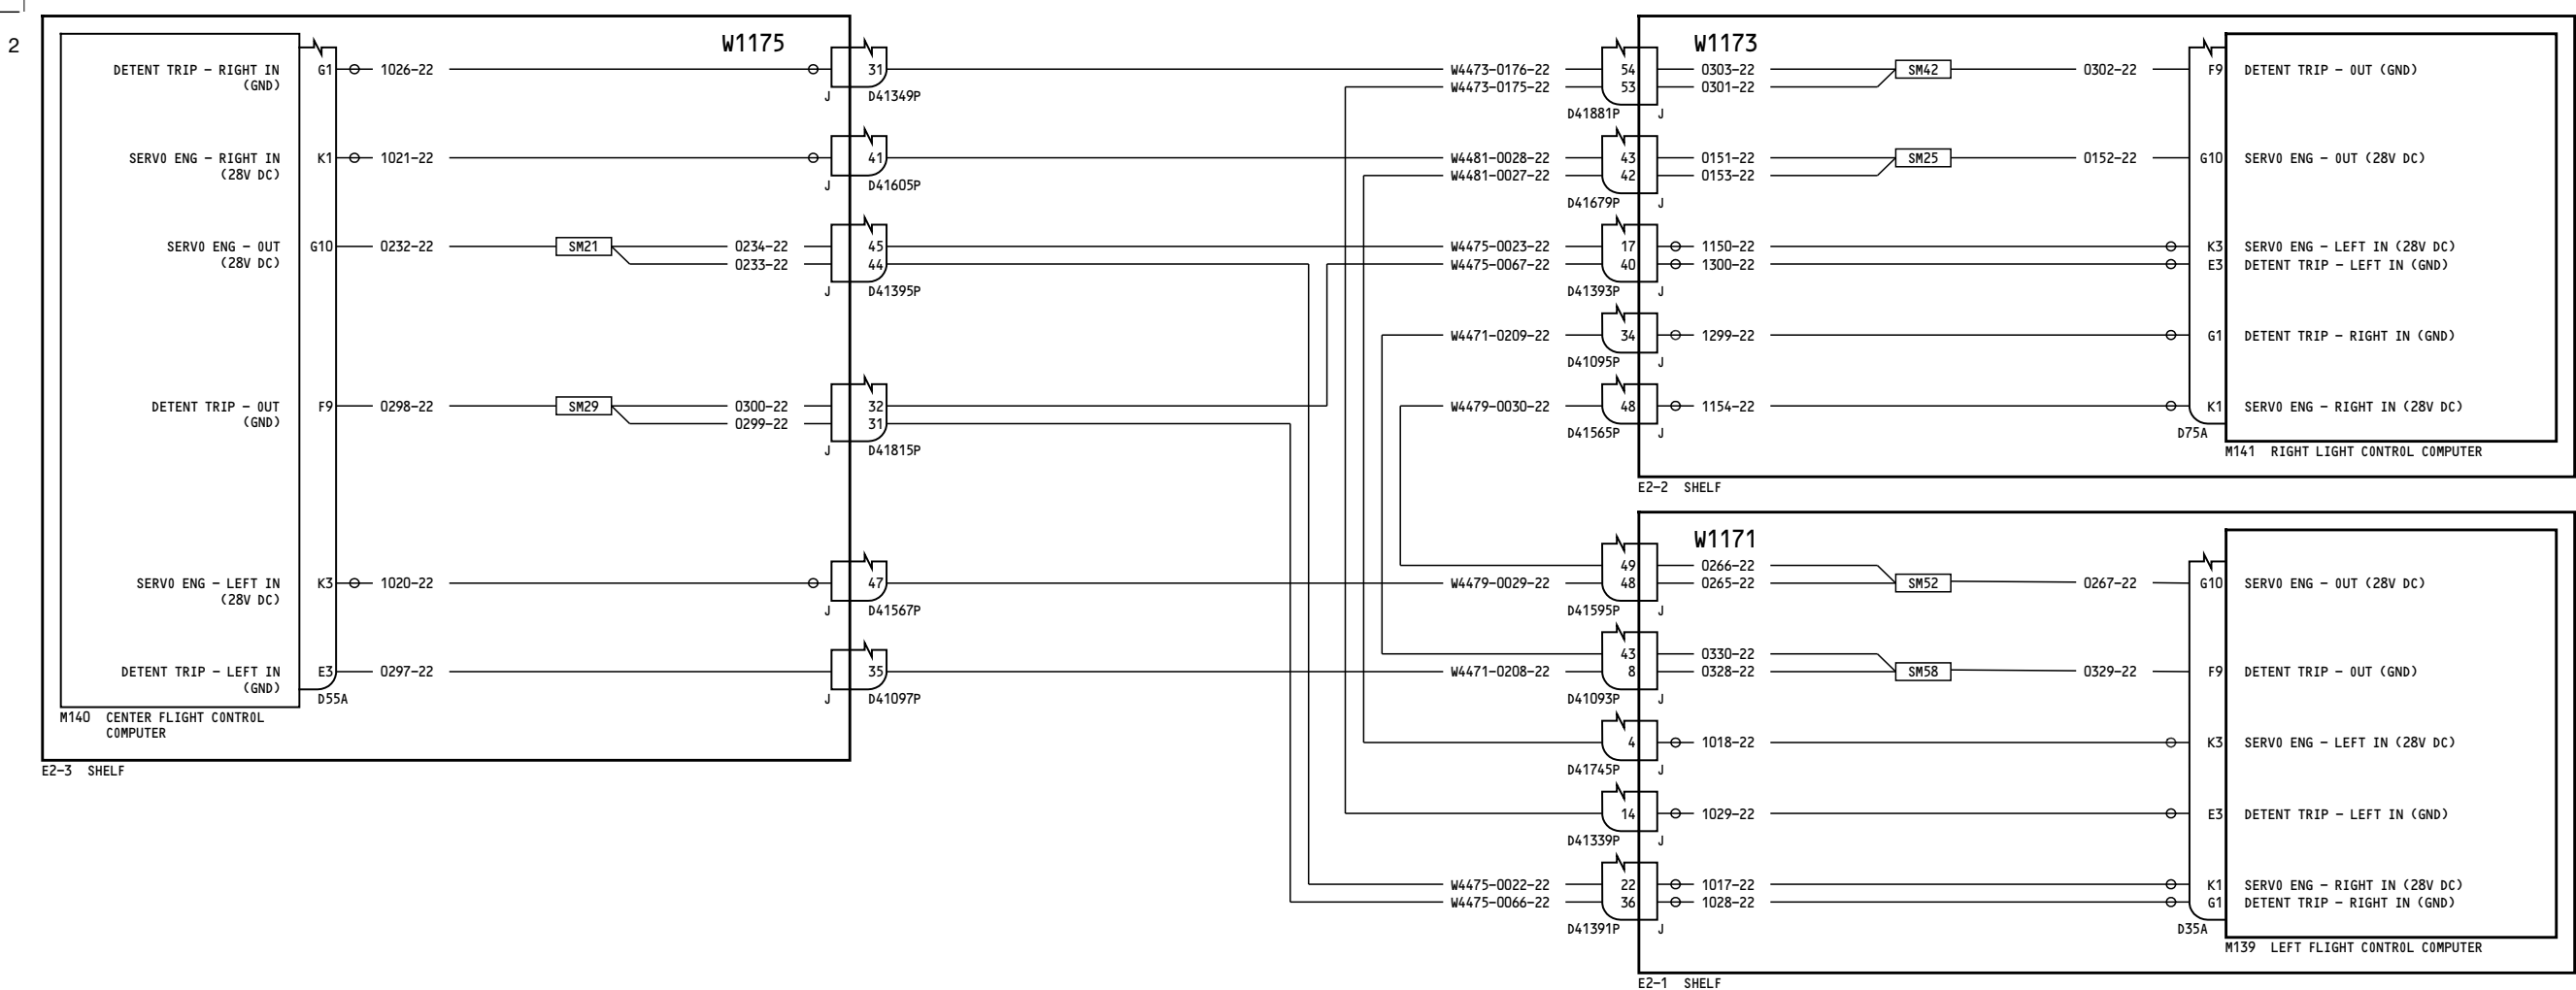 2
W1175
DETENT TRIP – RIGHT IN
(GND)
G1
1026–22
31
J
D41349P
SERVO ENG – RIGHT IN
(28V DC)
K1
1021–22
41
J
D41605P
SERVO ENG – OUT
(28V DC)
G10
0232–22
SM21
0234–22
0233–22
45
44
J
D41395P
DETENT TRIP – OUT
(GND)
F9
0298–22
SM29
0300–22
0299–22
32
31
J
D41815P
SERVO ENG – LEFT IN
(28V DC)
K3
1020–22
47
J
D41567P
DETENT TRIP – LEFT IN
(GND)
E3
0297–22
35
J
D41097P
D55A
M140 CENTER FLIGHT CONTROL
COMPUTER
E2–3 SHELF
W1173
W4473–0176–22
54
0303–22
SM42
0302–22
F9
DETENT TRIP – OUT (GND)
W4473–0175–22
53
0301–22
D41881P
J
W4481–0028–22
43
0151–22
SM25
0152–22
G10
SERVO ENG – OUT (28V DC)
W4481–0027–22
42
0153–22
D41679P
J
W4475–0023–22
17
1150–22
K3
SERVO ENG – LEFT IN (28V DC)
W4475–0067–22
40
1300–22
E3
DETENT TRIP – LEFT IN (GND)
D41393P
J
W4471–0209–22
34
1299–22
G1
DETENT TRIP – RIGHT IN (GND)
D41095P
J
W4479–0030–22
48
1154–22
K1
SERVO ENG – RIGHT IN (28V DC)
D41565P
J
D75A
M141 RIGHT LIGHT CONTROL COMPUTER
E2–2 SHELF
W1171
49
0266–22
W4479–0029–22
48
0265–22
SM52
0267–22
G10
SERVO ENG – OUT (28V DC)
D41595P
J
43
0330–22
W4471–0208–22
8
0328–22
SM58
0329–22
F9
DETENT TRIP – OUT (GND)
D41093P
J
4
1018–22
K3
SERVO ENG – LEFT IN (28V DC)
D41745P
J
14
1029–22
E3
DETENT TRIP – LEFT IN (GND)
D41339P
J
W4475–0022–22
22
1017–22
K1
SERVO ENG – RIGHT IN (28V DC)
W4475–0066–22
36
1028–22
G1
DETENT TRIP – RIGHT IN (GND)
D41391P
J
D35A
M139 LEFT FLIGHT CONTROL COMPUTER
E2–1 SHELF